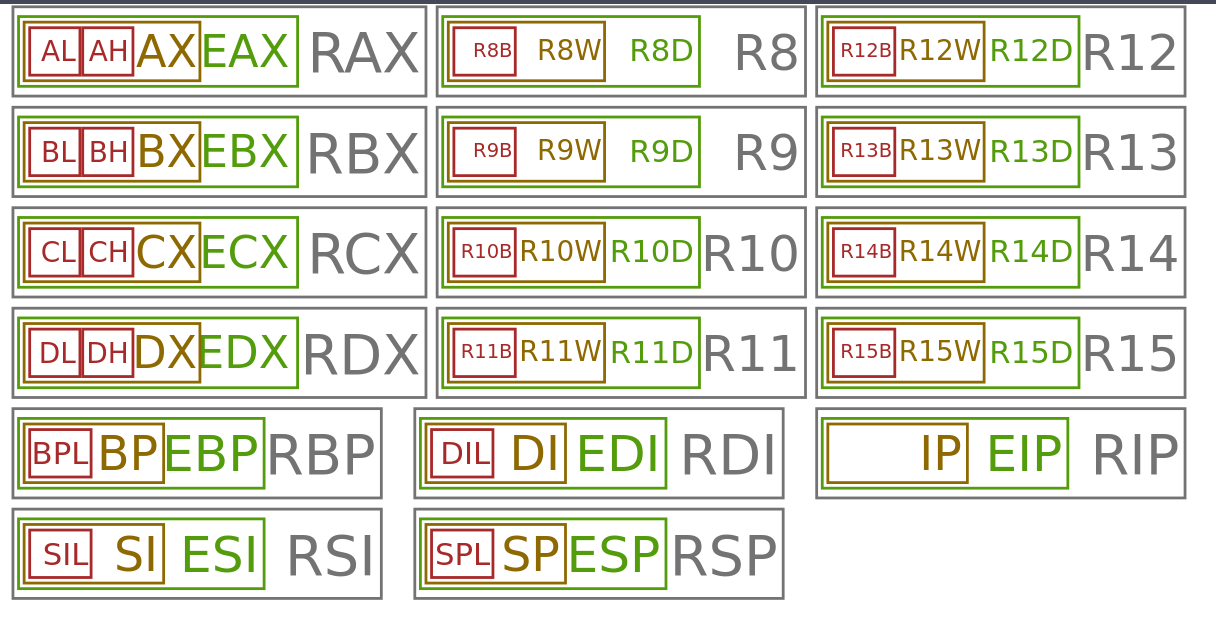 AL AH AX EAX RAX R8B R8W R8D R8 R12B R12W R12D R12
BL BH BX EBX RBX R9B R9W R9D R9 R13B R13W R13D R13
CL CH CX ECX RCX R10B R10W R10D R10 R14B R14W R14D R14
DL DH DX EDX RDX R11B R11W R11D R11 R15B R15W R15D R15
BPL BP EBP RBP DIL DI EDI RDI IP EIP RIP
SIL SI ESI RSI SPL SP ESP RSP